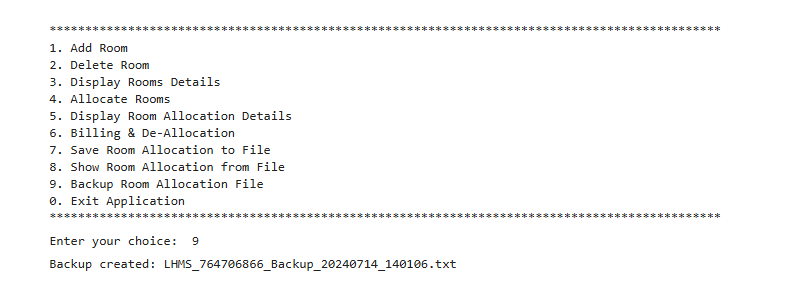 ***********************************************************************************************
1. Add Room
2. Delete Room
3. Display Rooms Details
4. Allocate Rooms
5. Display Room Allocation Details
6. Billing & De-Allocation
7. Save Room Allocation to File
8. Show Room Allocation from File
9. Backup Room Allocation File
0. Exit Application
***********************************************************************************************
Enter your choice:  9
Backup created: LHMS_764706866_Backup_20240714_140106.txt